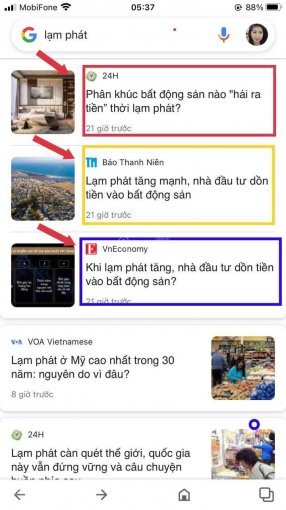 MobiFone
05:37
lạm phát
24H
Phân khúc bất động sản nào "hái ra
tiền” thời lạm phát?
21 giờ trước
Báo Thanh Niên
Lạm phát tăng mạnh, nhà đầu tư dồn
tiền vào bất động sản
21 giờ trước
VnEconomy
Khi lạm phát tăng, nhà đầu tư dồn tiền
vào bất động sản?
21 giờ trước
VOA Vietnamese
Lạm phát ở Mỹ cao nhất trong 30
năm: nguyên do vì đâu?
8 giờ trước
24H
Lạm phát càn quét thế giới, quốc gia
này vẫn đứng vững và câu chuyện